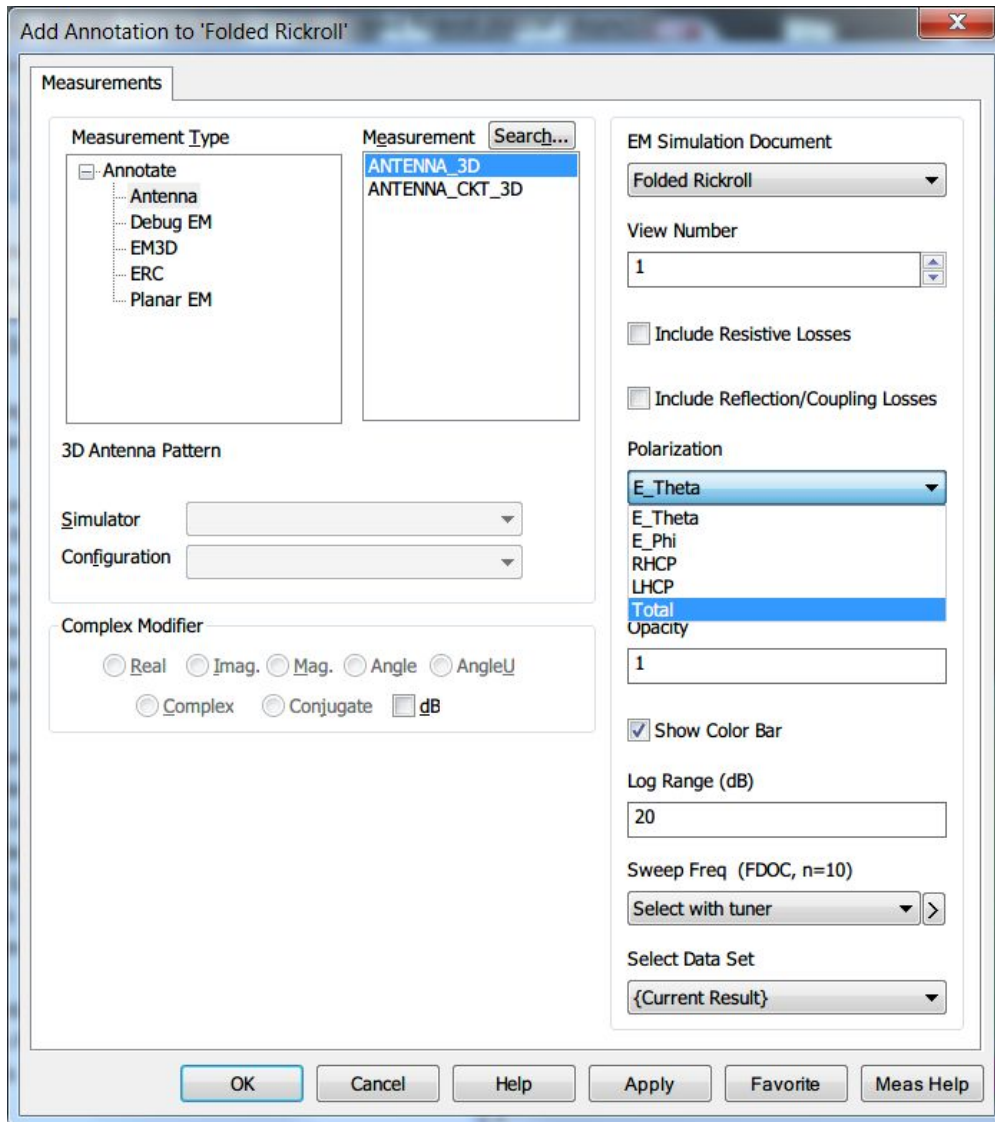 Add Annotation to 'Folded Rickroll'
Measurements
Measurement Type
Annotate
Antenna
Debug EM
EM3D
ERC
Planar EM
Measurement
Search...
ANTENNA_3D
ANTENNA_CKT_3D
3D Antenna Pattern
Simulator
Configuration
Complex Modifier
Real Imag. Mag. Angle AngleU
Complex Conjugate dB
EM Simulation Document
Folded Rickroll
View Number
1
Include Resistive Losses
Include Reflection/Coupling Losses
Polarization
E_Theta
E_Theta
E_Phi
RHCP
LHCP
Total
Opacity
1
Show Color Bar
Log Range (dB)
20
Sweep Freq (FDOC, n=10)
Select with tuner
>
Select Data Set
{Current Result}
OK Cancel Help Apply Favorite Meas Help